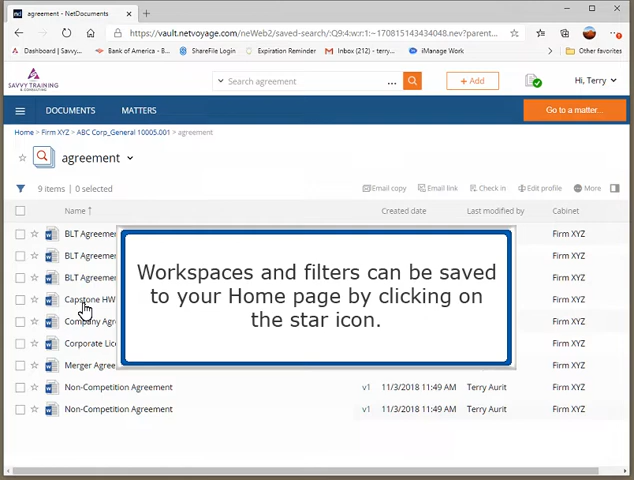 agreement - NetDocuments
https://vault.netvoyage.com/neWeb2/saved-search/:Q9:4:w:r:1:~170815143434048.nev?parent...
Dashboard | Savvy... Bank of America - B... ShareFile Login Expiration Reminder Inbox (212) - terry... iManage Work Other favorites
SAVVY TRAINING
& CONSULTING
Search agreement ... + Add Hi, Terry
DOCUMENTS MATTERS Go to a matter...
Home > Firm XYZ > ABC Corp_General 10005.001 > agreement
agreement
9 items | 0 selected Email copy Email link Check in Edit profile More
Name Created date Last modified by Cabinet
BLT Agreeme Firm XYZ
BLT Agreeme Firm XYZ
BLT Agreeme Firm XYZ
Capstone HW Firm XYZ
Company Agre Firm XYZ
Corporate Lic Firm XYZ
Merger Agree Firm XYZ
Non-Competition Agreement v1 11/3/2018 11:49 AM Terry Aurit Firm XYZ
Non-Competition Agreement v1 11/3/2018 11:49 AM Terry Aurit Firm XYZ
Workspaces and filters can be saved
to your Home page by clicking on
the star icon.